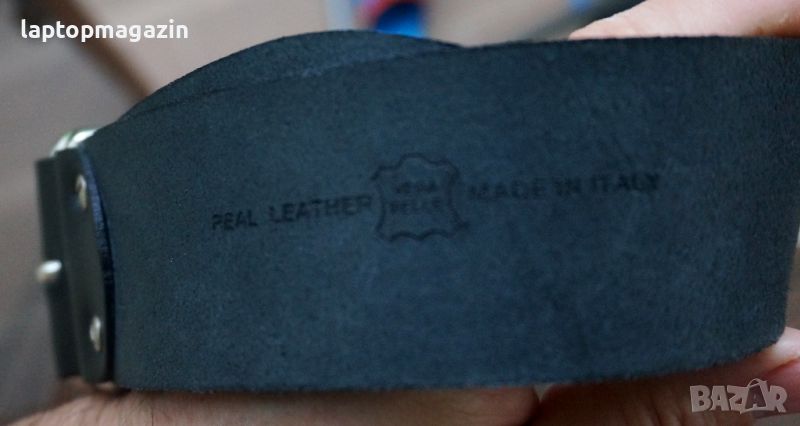 laptopmagazin
REAL LEATHER VERA PELLE MADE IN ITALY
BAZAR